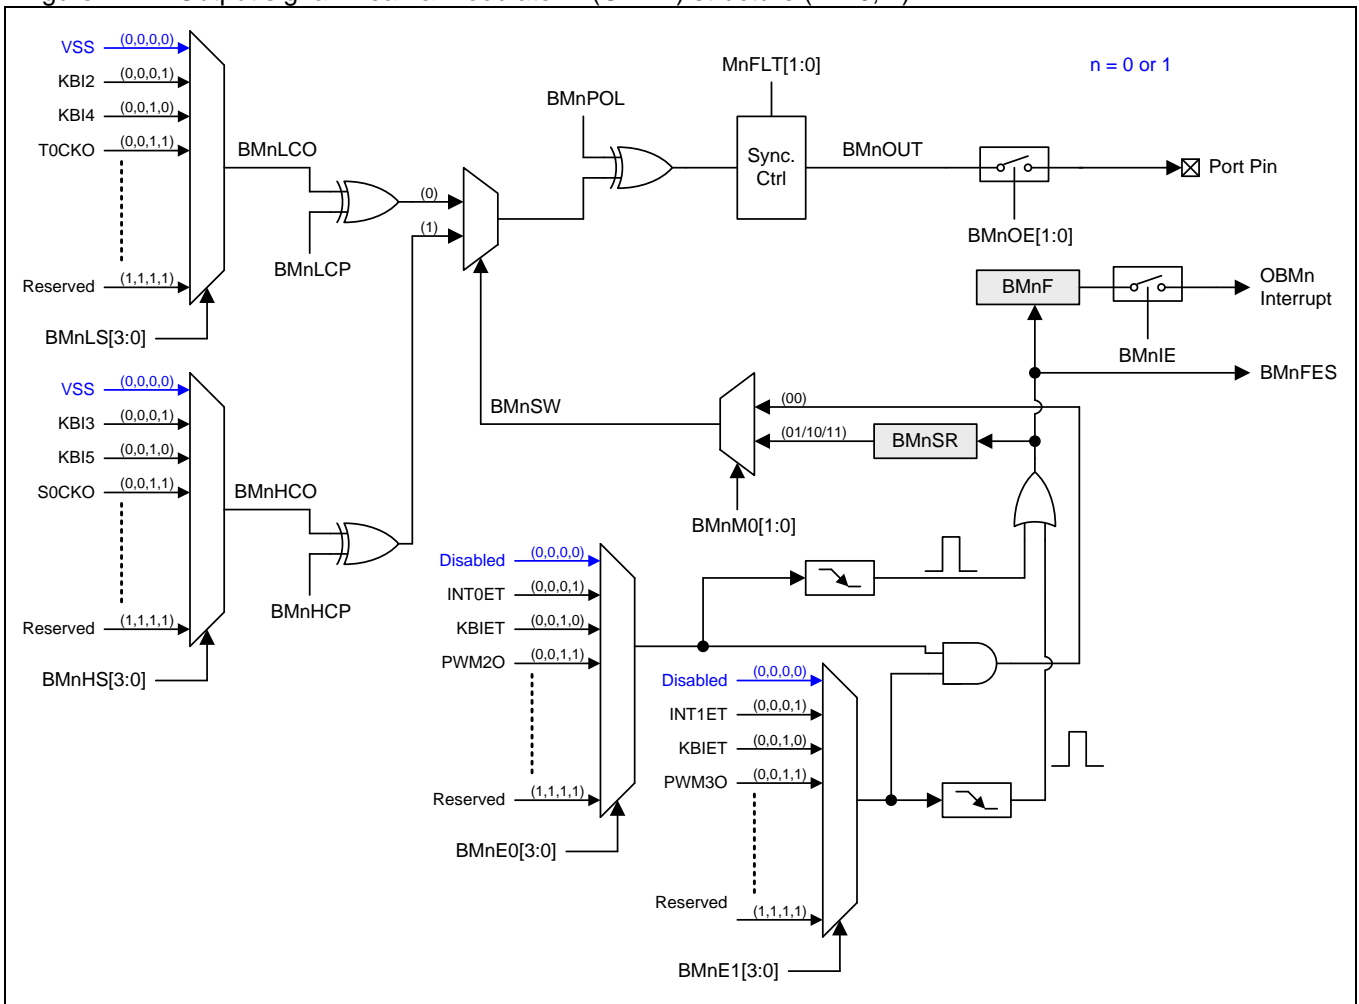 VSS (0,0,0,0)
KBI2 (0,0,0,1)
KBI4 (0,0,1,0)
T0CKO (0,0,1,1)
Reserved (1,1,1,1)
BMnLS[3:0]
BMnLCO
BMnLCP
VSS (0,0,0,0)
KBI3 (0,0,0,1)
KBI5 (0,0,1,0)
S0CKO (0,0,1,1)
Reserved (1,1,1,1)
BMnHS[3:0]
BMnHCO
BMnHCP
(0)
(1)
BMnPOL
MnFLT[1:0]
Sync.
Ctrl
BMnOUT
n = 0 or 1
Port Pin
BMnOE[1:0]
BMnF
OBMn
Interrupt
BMnIE
BMnFES
BMnSW
(00)
(01/10/11)
BMnSR
BMnM0[1:0]
Disabled (0,0,0,0)
INT0ET (0,0,0,1)
KBIET (0,0,1,0)
PWM2O (0,0,1,1)
Reserved (1,1,1,1)
BMnE0[3:0]
Disabled (0,0,0,0)
INT1ET (0,0,0,1)
KBIET (0,0,1,0)
PWM3O (0,0,1,1)
Reserved (1,1,1,1)
BMnE1[3:0]